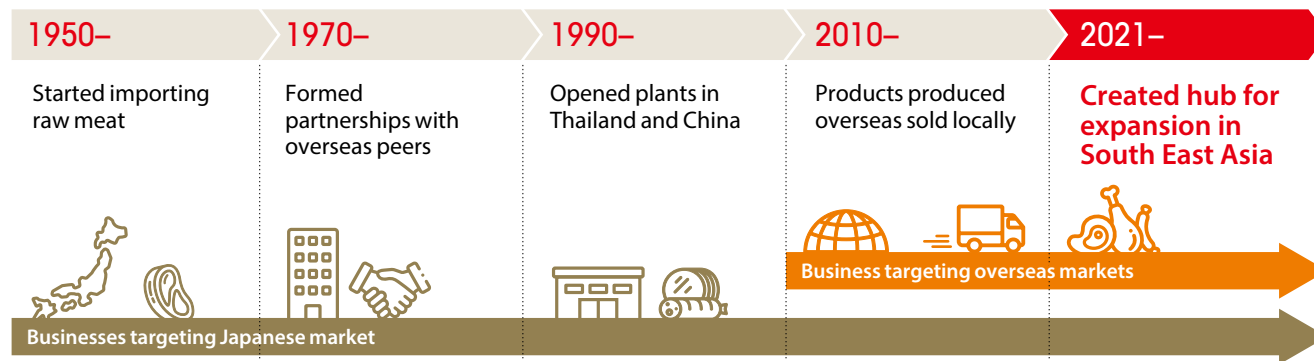 1950–
1970–
1990–
2010–
2021–
Started importing
raw meat
Formed
partnerships with
overseas peers
Opened plants in
Thailand and China
Products produced
overseas sold locally
Created hub for
expansion in
South East Asia
Business targeting overseas markets
Businesses targeting Japanese market